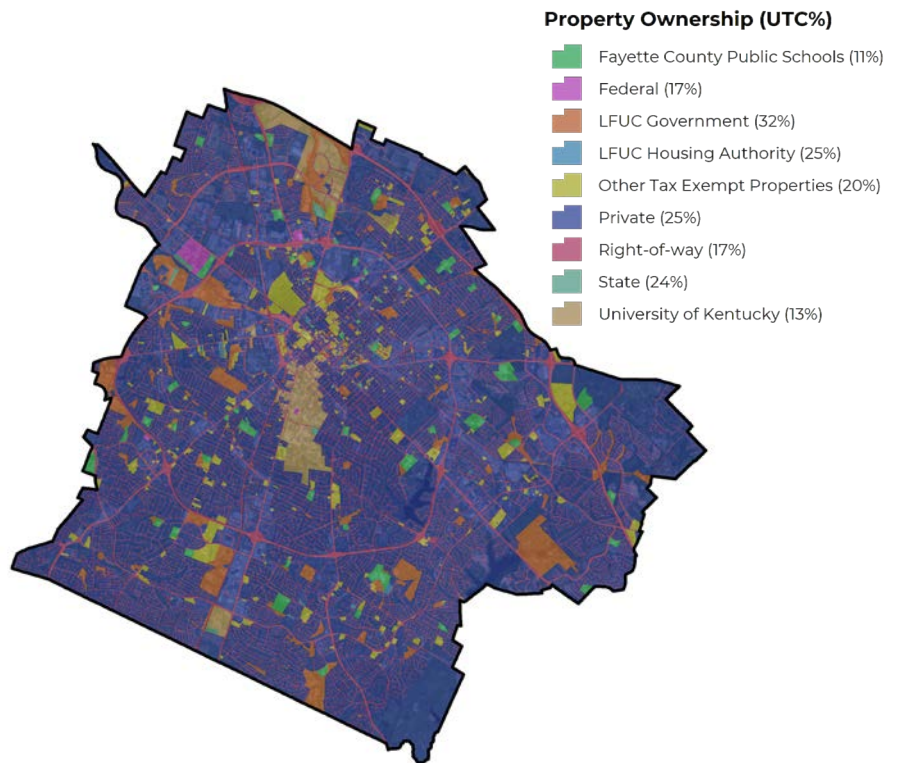 Property Ownership (UTC%)
Fayette County Public Schools (11%)
Federal (17%)
LFUC Government (32%)
LFUC Housing Authority (25%)
Other Tax Exempt Properties (20%)
Private (25%)
Right-of-way (17%)
State (24%)
University of Kentucky (13%)